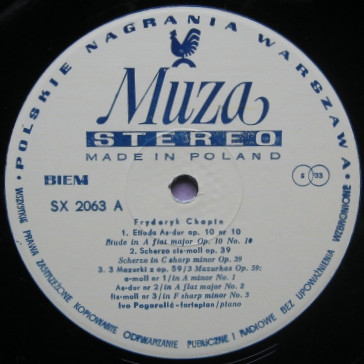 • POLSKIE NAGRANIA WARSZAWA •
Muza
STEREO
MADE IN POLAND
BIEM
S 33
SX 2063 A
Fryderyk Chopin
1. Etiuda As-dur op. 10 nr 10
Etude in A flat major Op. 10 No. 10
2. Scherzo cis-moll op. 39
Scherzo in C sharp minor Op. 39
3. 3 Mazurki z op. 59/3 Mazurkas Op. 59:
a-moll nr 1/in A minor No. 1
As-dur nr 2/in A flat major No. 2
fis-moll nr 3/in F sharp minor No. 3
Ivo Pogorelić-fortepian/piano
WSZYSTKIE PRAWA ZASTRZEŻONE KOPIOWANIE ODTWARZANIE PUBLICZNE I RADIOWE BEZ UPOWAŻNIENIA WZBRONIONE